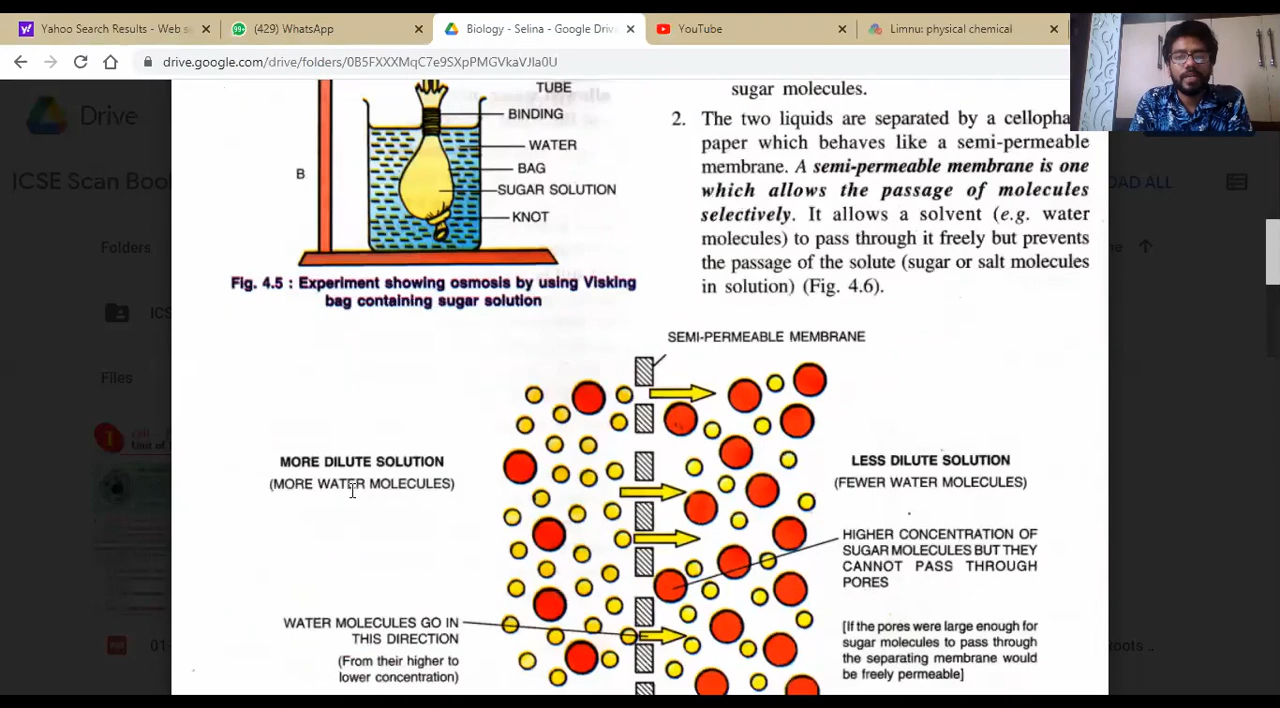 Yahoo Search Results - Web s
(429) WhatsApp
Biology - Selina - Google Drive
YouTube
Limnu: physical chemical
drive.google.com/drive/folders/0B5FXXXMqC7e9SXpPMGVkaVJIa0U
Drive
ICSE Scan Boo
OAD ALL
Folders
ICS
Files
01-
roots ..
TUBE
BINDING
WATER
BAG
SUGAR SOLUTION
KNOT
B
Fig. 4.5 : Experiment showing osmosis by using Visking
bag containing sugar solution
sugar molecules.
2. The two liquids are separated by a cellopha
paper which behaves like a semi-permeable
membrane. A semi-permeable membrane is one
which allows the passage of molecules
selectively. It allows a solvent (e.g. water
molecules) to pass through it freely but prevents
the passage of the solute (sugar or salt molecules
in solution) (Fig. 4.6).
SEMI-PERMEABLE MEMBRANE
MORE DILUTE SOLUTION
(MORE WATER MOLECULES)
LESS DILUTE SOLUTION
(FEWER WATER MOLECULES)
HIGHER CONCENTRATION OF
SUGAR MOLECULES BUT THEY
CANNOT PASS THROUGH
PORES
WATER MOLECULES GO IN
THIS DIRECTION
(From their higher to
lower concentration)
[If the pores were large enough for
sugar molecules to pass through
the separating membrane would
be freely permeable]